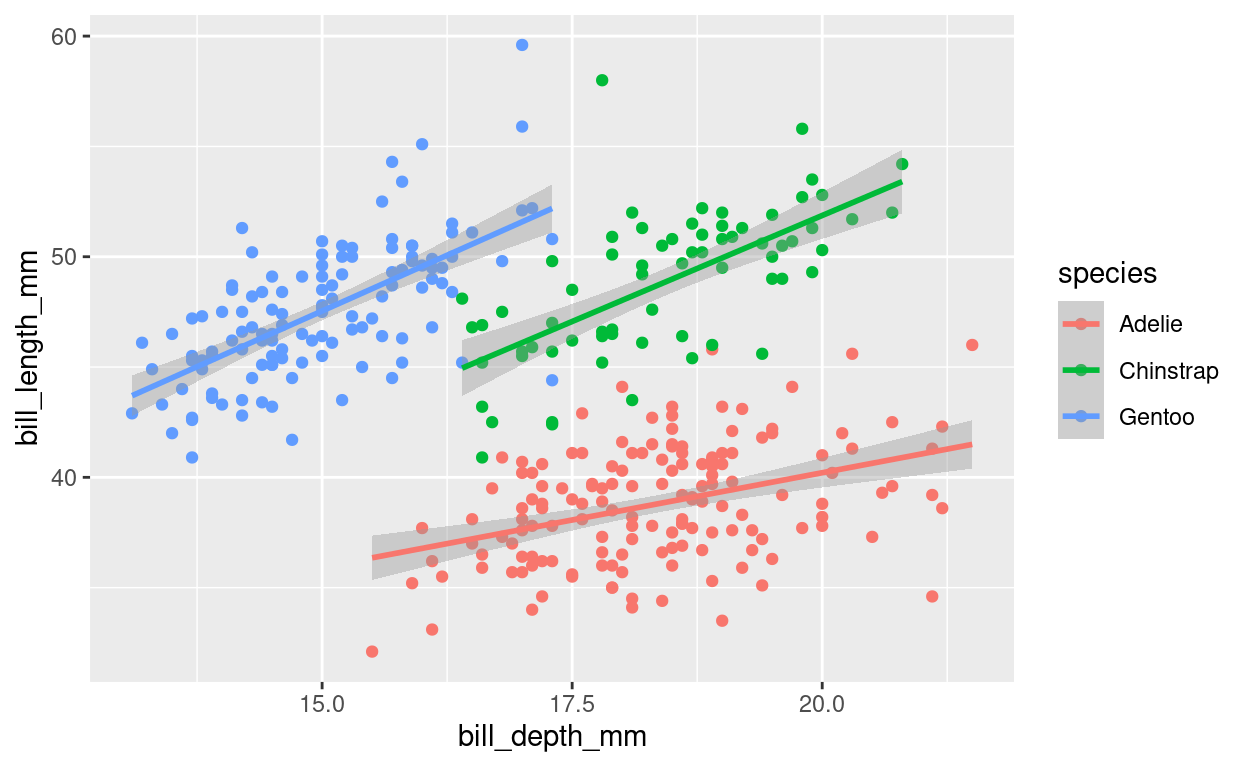 60
50
40
bill_length_mm
15.0
17.5
20.0
bill_depth_mm
species
Adelie
Chinstrap
Gentoo